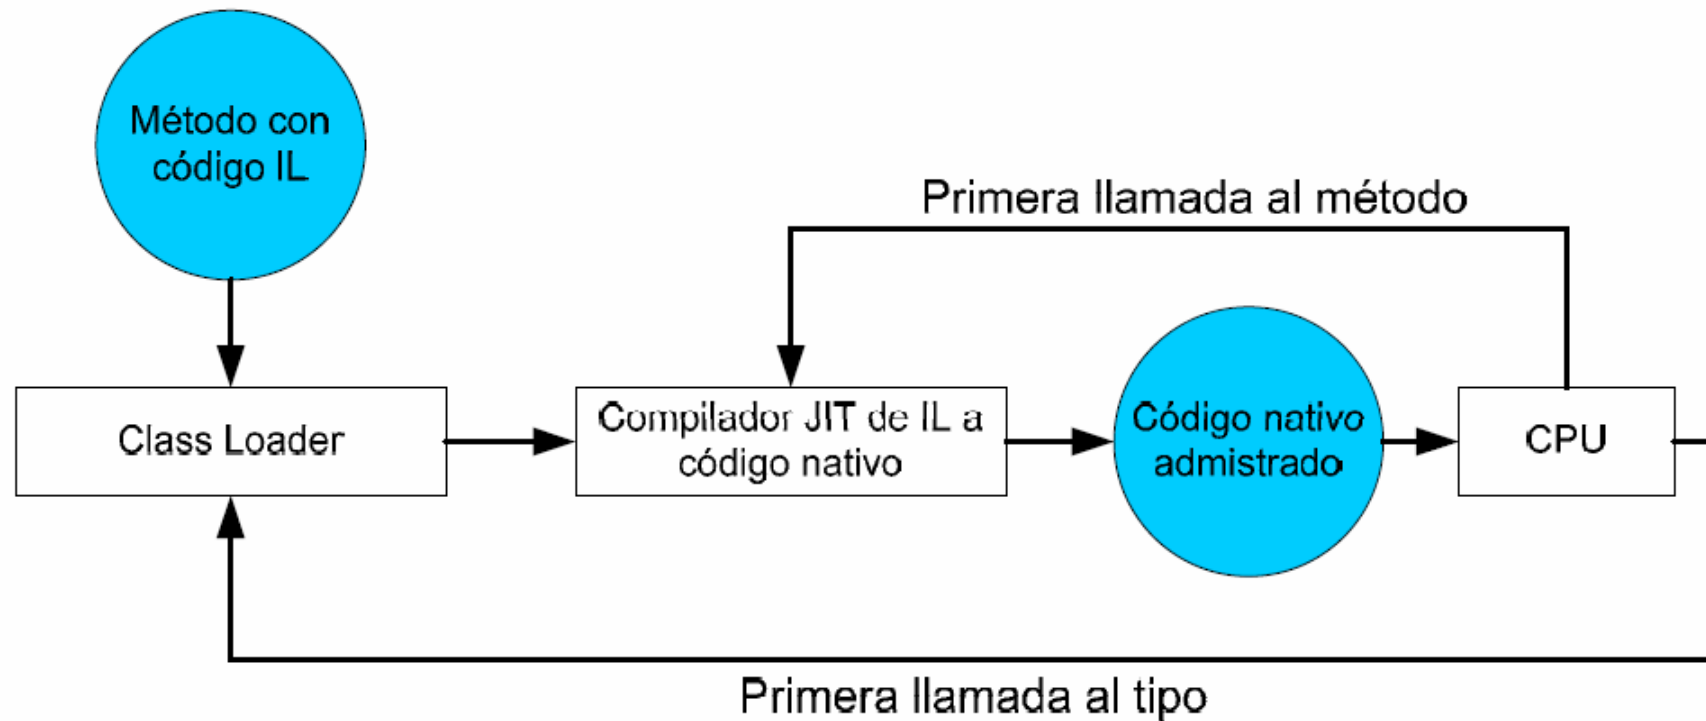 Método con
código IL
Primera llamada al método
Class Loader
Compilador JIT de IL a
código nativo
Código nativo
admistrado
CPU
Primera llamada al tipo